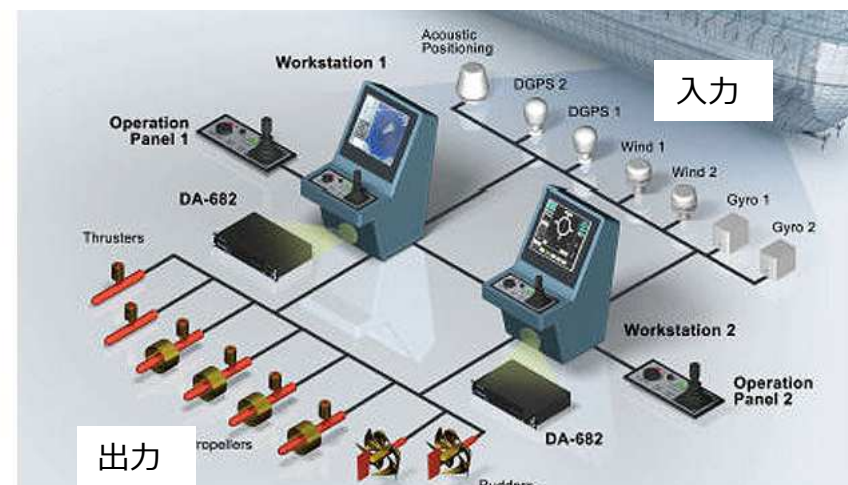 Acoustic
Positioning
Workstation 1
DGPS 2
入力
DGPS 1
Operation
Panel 1
Wind 1
Wind 2
DA-682
Gyro 1
Gyro 2
Thrusters
Workstation 2
Operation
Panel 2
DA-682
出力
ropellers